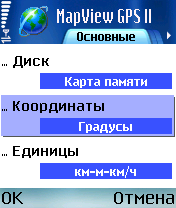 MapView GPS II
Основные
... Диск
Карта памяти
... Координаты
Градусы
... Единицы
км-м-км/ч
OK Отмена